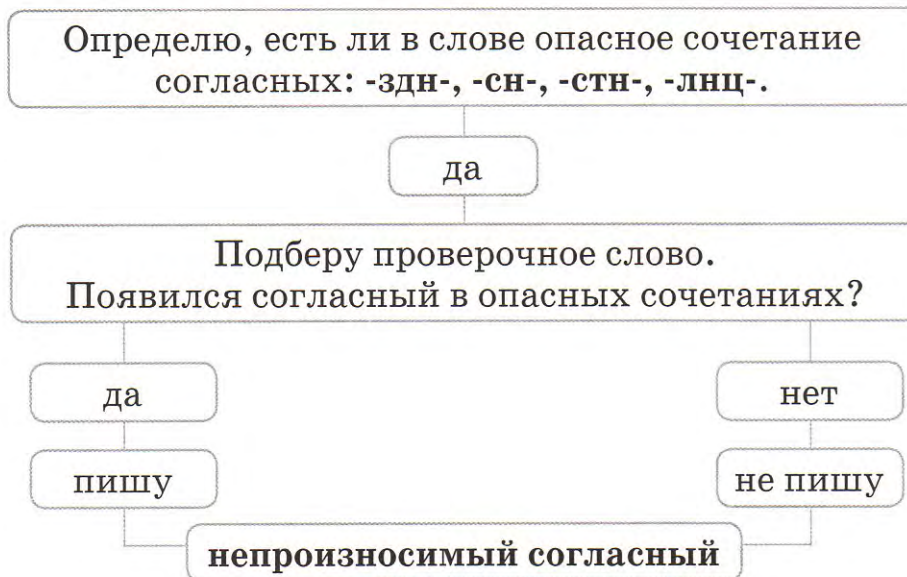 Определю, есть ли в слове опасное сочетание
согласных: -здн-, -сн-, -стн-, -лнц-.
да
Подберу проверочное слово.
Появился согласный в опасных сочетаниях?
да
нет
пишу
не пишу
непроизносимый согласный